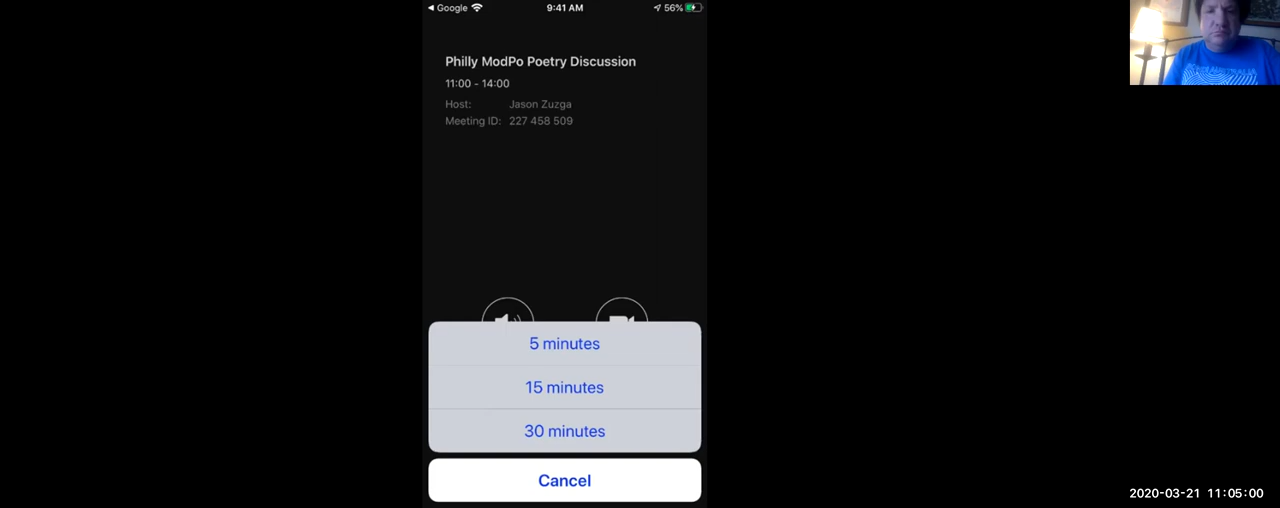 Google 9:41 AM 56%
Philly ModPo Poetry Discussion
11:00 - 14:00
Host: Jason Zuzga
Meeting ID: 227 458 509
5 minutes
15 minutes
30 minutes
Cancel
2020-03-21 11:05:00